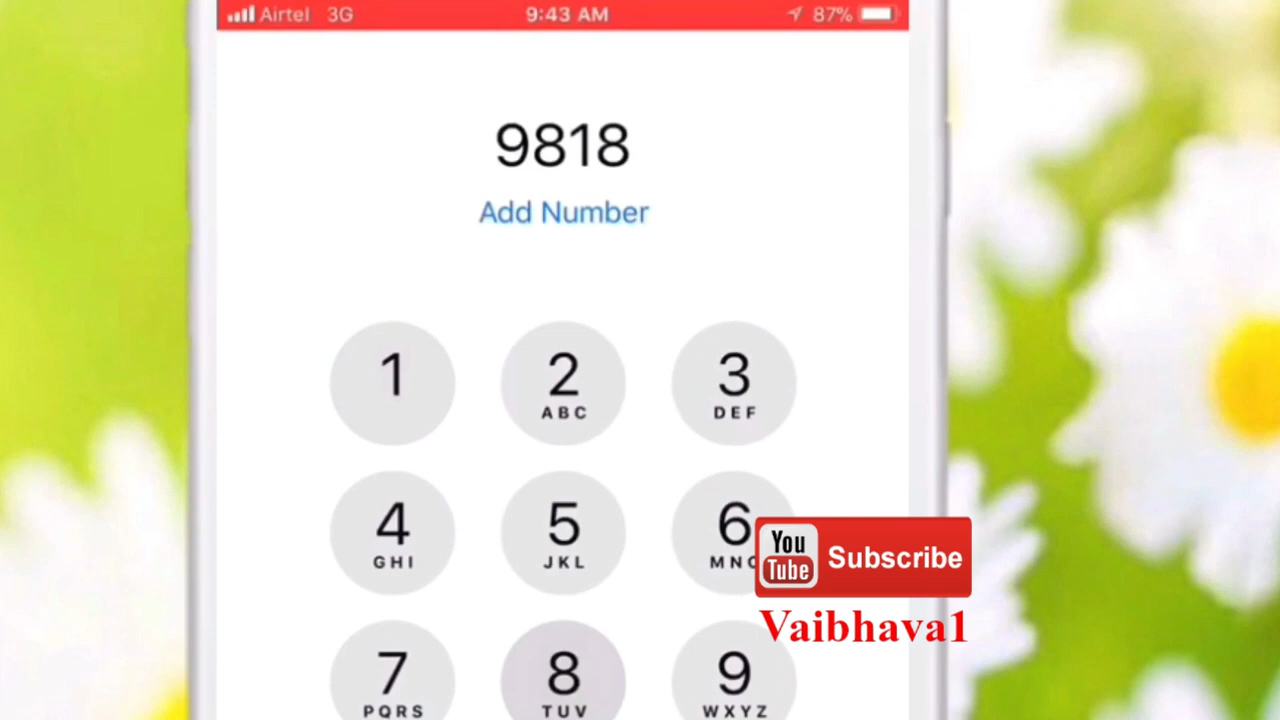 Airtel 3G 9:43 AM 87%
9818
Add Number
1 2 3
ABC DEF
4 5 6
GHI JKL MNO
You Tube Subscribe
Vaibhava1
7 8 9
PQRS TUV WXYZ